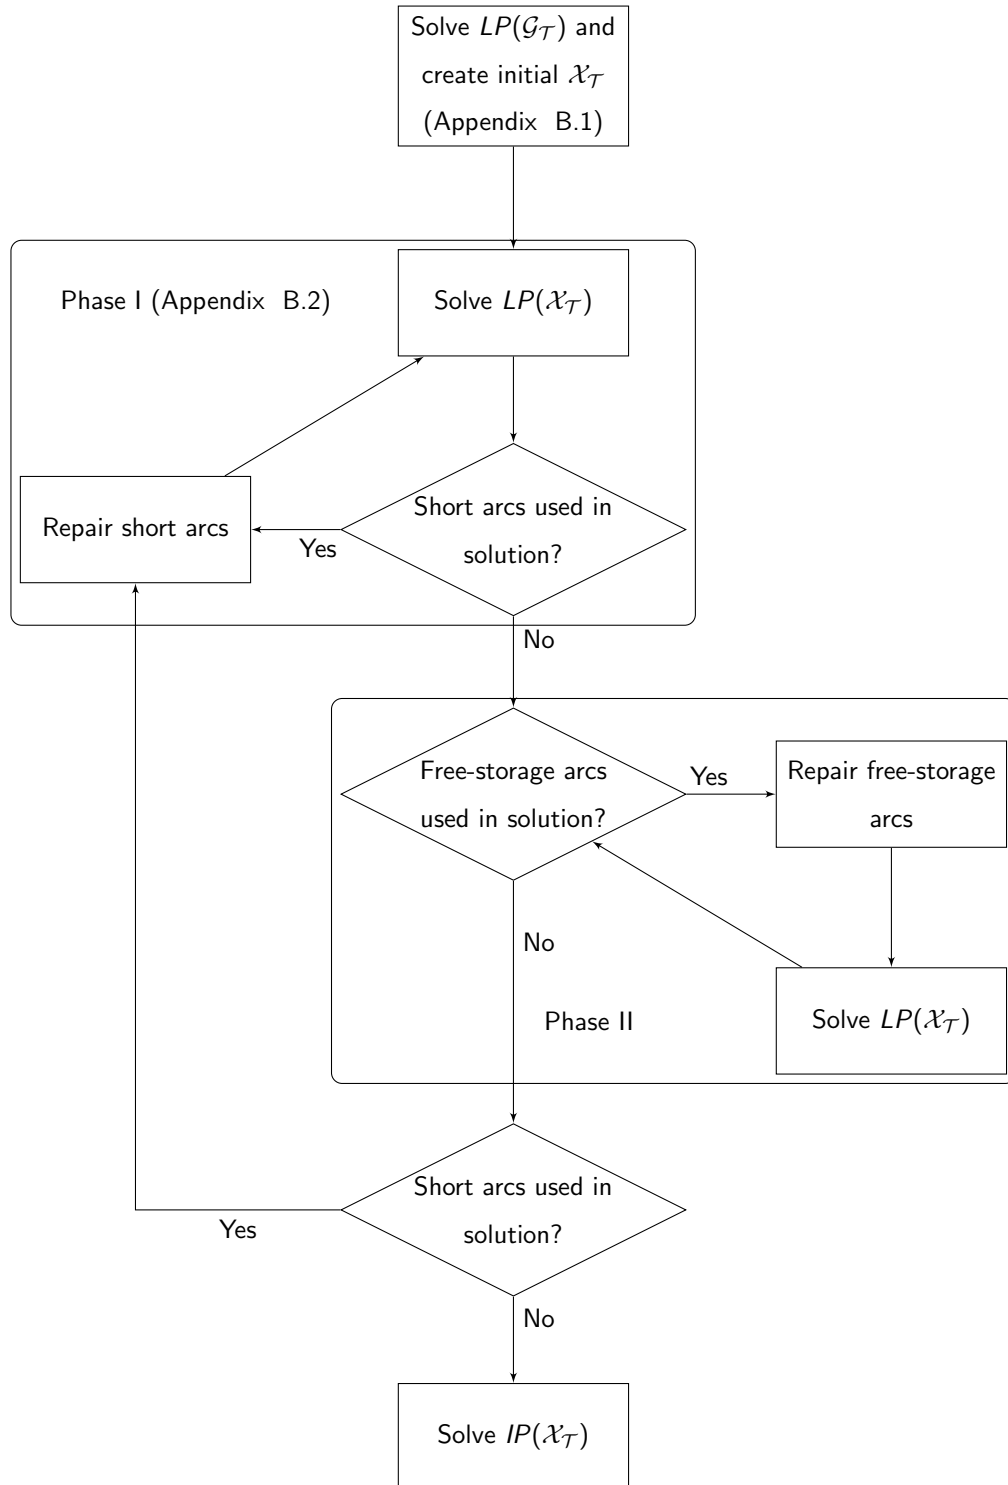 Solve LP(𝒢_𝒯) and
create initial 𝒳_𝒯
(Appendix B.1)
Phase I (Appendix B.2)
Solve LP(𝒳_𝒯)
Repair short arcs
Yes
Short arcs used in
solution?
No
Free-storage arcs
used in solution?
Yes
Repair free-storage
arcs
No
Phase II
Solve LP(𝒳_𝒯)
Short arcs used in
solution?
Yes
No
Solve IP(𝒳_𝒯)